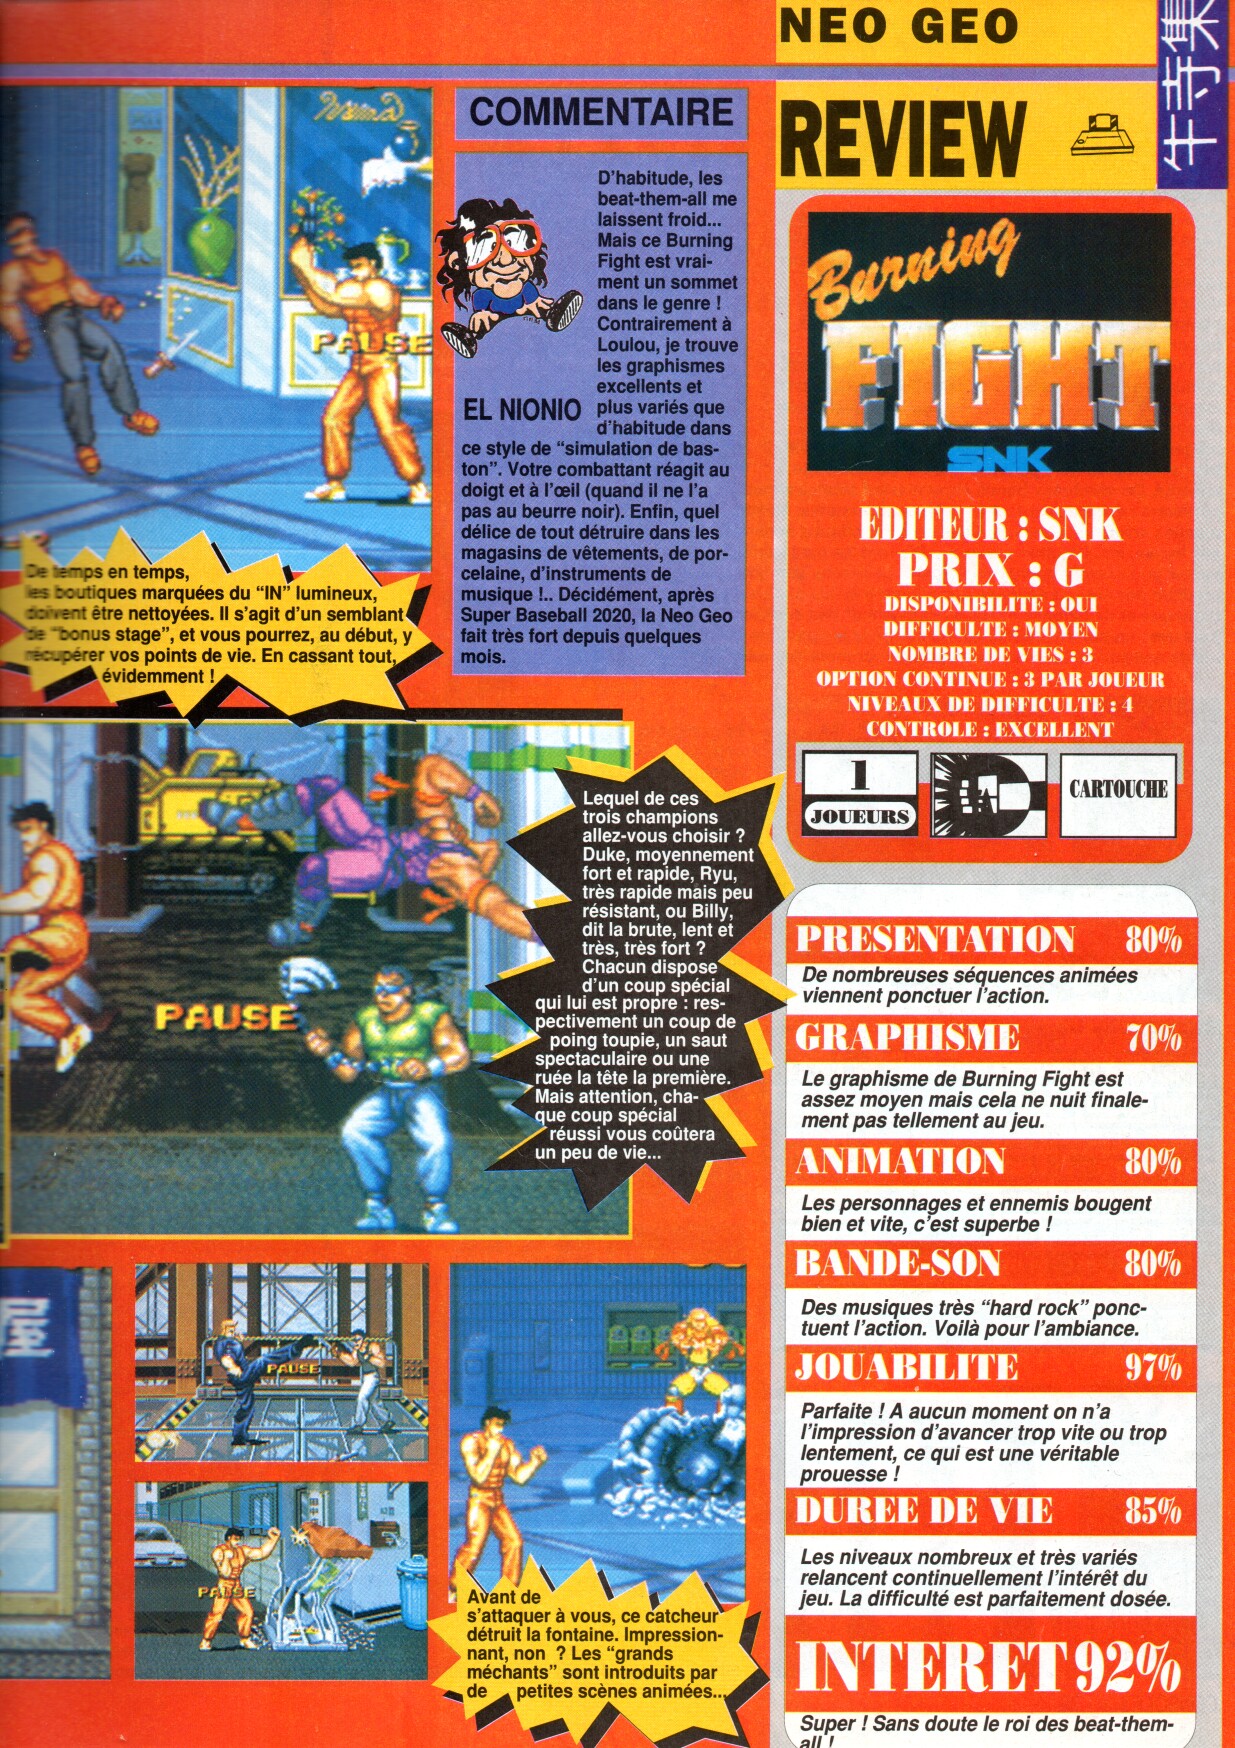 NEO GEO
REVIEW
COMMENTAIRE
D'habitude, les
beat-them-all me
laissent froid...
Mais ce Burning
Fight est vrai-
ment un sommet
dans le genre !
Contrairement à
Loulou, je trouve
les graphismes
excellents et
plus variés que
d'habitude dans
EL NIONIO
ce style de “simulation de bas-
ton”. Votre combattant réagit au
doigt et à l'œil (quand il ne l'a
pas au beurre noir). Enfin, quel
délice de tout détruire dans les
magasins de vêtements, de por-
celaine, d'instruments de
musique !.. Décidément, après
Super Baseball 2020, la Neo Geo
fait très fort depuis quelques
mois.
PAUSE
De temps en temps,
les boutiques marquées du “IN” lumineux,
doivent être nettoyées. Il s'agit d'un semblant
de “bonus stage”, et vous pourrez, au début, y
récupérer vos points de vie. En cassant tout,
évidemment !
PAUSE
Lequel de ces
trois champions
allez-vous choisir ?
Duke, moyennement
fort et rapide, Ryu,
très rapide mais peu
résistant, ou Billy,
dit la brute, lent et
très, très fort ?
Chacun dispose
d'un coup spécial
qui lui est propre : res-
pectivement un coup de
poing toupie, un saut
spectaculaire ou une
ruée la tête la première.
Mais attention, cha-
que coup spécial
réussi vous coûtera
un peu de vie...
PAUSE
PAUSE
Avant de
s'attaquer à vous, ce catcheur
détruit la fontaine. Impression-
nant, non ? Les “grands
méchants” sont introduits par
de petites scènes animées...
Burning
FIGHT
SNK
EDITEUR : SNK
PRIX : G
DISPONIBILITE : OUI
DIFFICULTE : MOYEN
NOMBRE DE VIES : 3
OPTION CONTINUE : 3 PAR JOUEUR
NIVEAUX DE DIFFICULTE : 4
CONTROLE : EXCELLENT
1
JOUEURS
CARTOUCHE
PRESENTATION 80%
De nombreuses séquences animées
viennent ponctuer l'action.
GRAPHISME 70%
Le graphisme de Burning Fight est
assez moyen mais cela ne nuit finale-
ment pas tellement au jeu.
ANIMATION 80%
Les personnages et ennemis bougent
bien et vite, c'est superbe !
BANDE-SON 80%
Des musiques très “hard rock” ponc-
tuent l'action. Voilà pour l'ambiance.
JOUABILITE 97%
Parfaite ! A aucun moment on n'a
l'impression d'avancer trop vite ou trop
lentement, ce qui est une véritable
prouesse !
DUREE DE VIE 85%
Les niveaux nombreux et très variés
relancent continuellement l'intérêt du
jeu. La difficulté est parfaitement dosée.
INTERET 92%
Super ! Sans doute le roi des beat-them-
all !